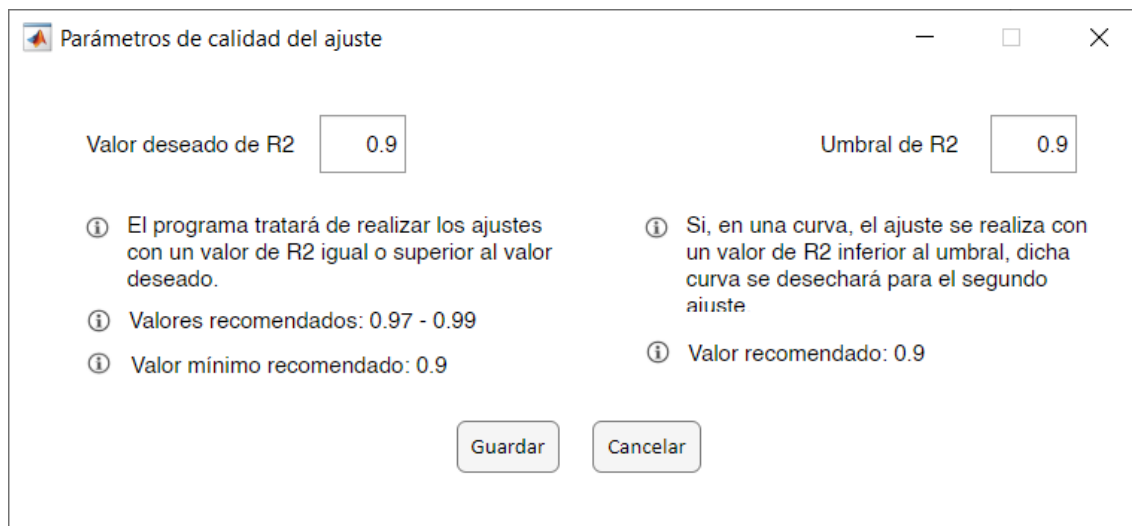 Parámetros de calidad del ajuste
Valor deseado de R2 0.9
Umbral de R2 0.9
El programa tratará de realizar los ajustes
con un valor de R2 igual o superior al valor
deseado.
Valores recomendados: 0.97 - 0.99
Valor mínimo recomendado: 0.9
Si, en una curva, el ajuste se realiza con
un valor de R2 inferior al umbral, dicha
curva se desechará para el segundo
ajuste
Valor recomendado: 0.9
Guardar
Cancelar